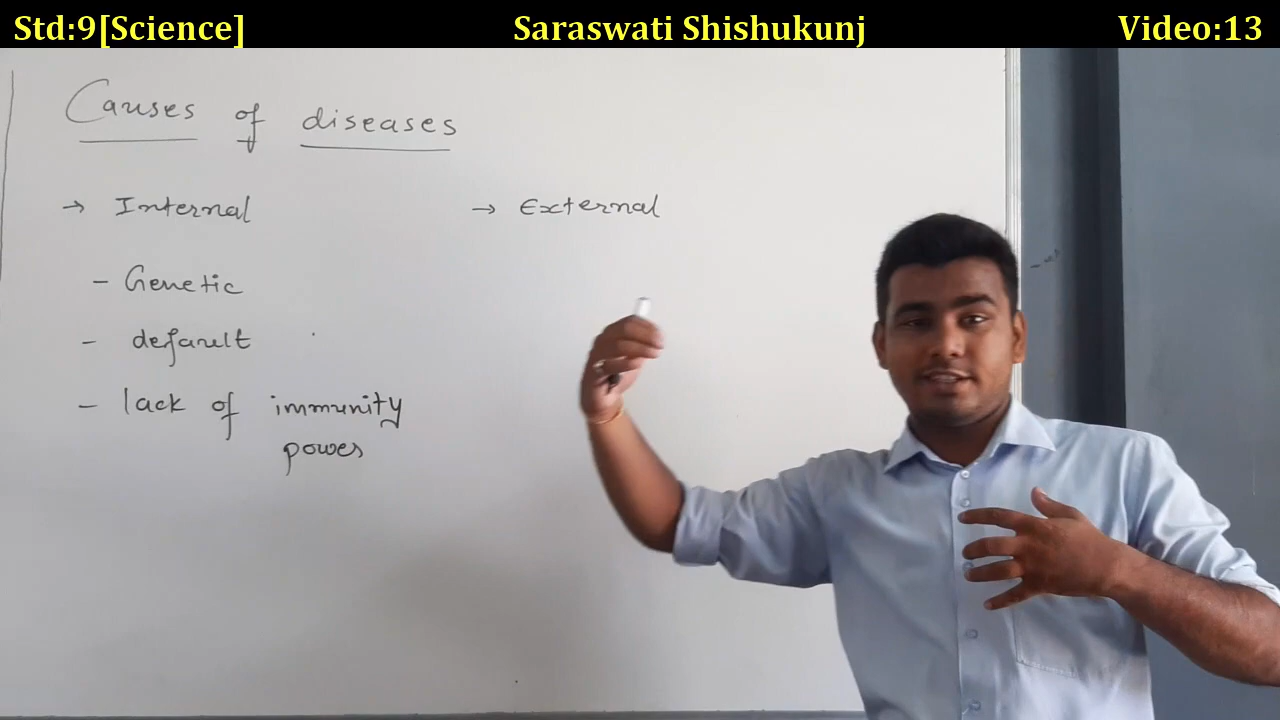 Std:9[Science] Saraswati Shishukunj Video:13
Causes of diseases
→ Internal → External
- Genetic
- default
- lack of immunity
power